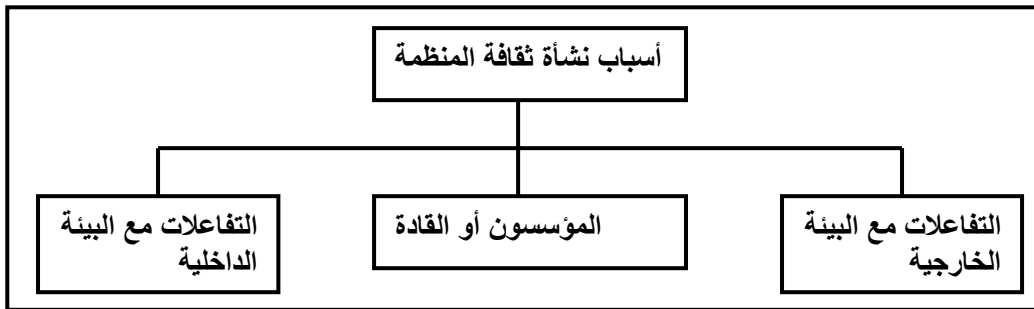 أسباب نشأة ثقافة المنظمة
التفاعلات مع البيئة
الخارجية
المؤسسون أو القادة
التفاعلات مع البيئة
الداخلية